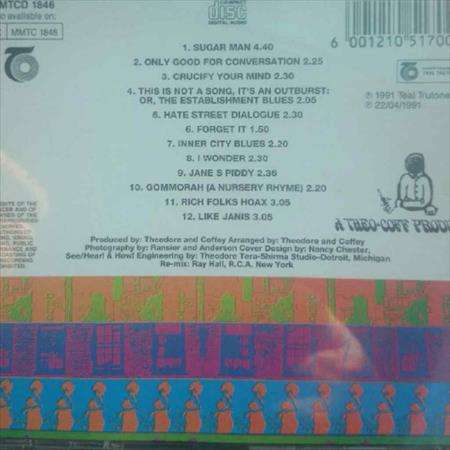 MTCD 1846
so available on:
MMTC 1846
COMPACT
disc
DIGITAL AUDIO
6 001210 51700
1. SUGAR MAN 4.40
2. ONLY GOOD FOR CONVERSATION 2.25
3. CRUCIFY YOUR MIND 2.30
4. THIS IS NOT A SONG, IT'S AN OUTBURST:
OR, THE ESTABLISHMENT BLUES 2.05
5. HATE STREET DIALOGUE 2.30
6. FORGET IT 1.50
7. INNER CITY BLUES 2.20
8. I WONDER 2.30
9. JANE S PIDDY 2.36
10. GOMMORAH (A NURSERY RHYME) 2.20
11. RICH FOLKS HOAX 3.05
12. LIKE JANIS 3.05
℗ 1991 Teal Trutone
© 22/04/1991
A THEO-COFF PRODU
Produced by: Theodore and Coffey Arranged by: Theodore and Coffey
Photography by: Ransier and Anderson Cover Design by: Nancy Chester,
See/Hear! & How! Engineering by: Theodore Tera-Shirma Studio-Detroit, Michigan
Re-mix: Ray Hall, R.C.A. New York